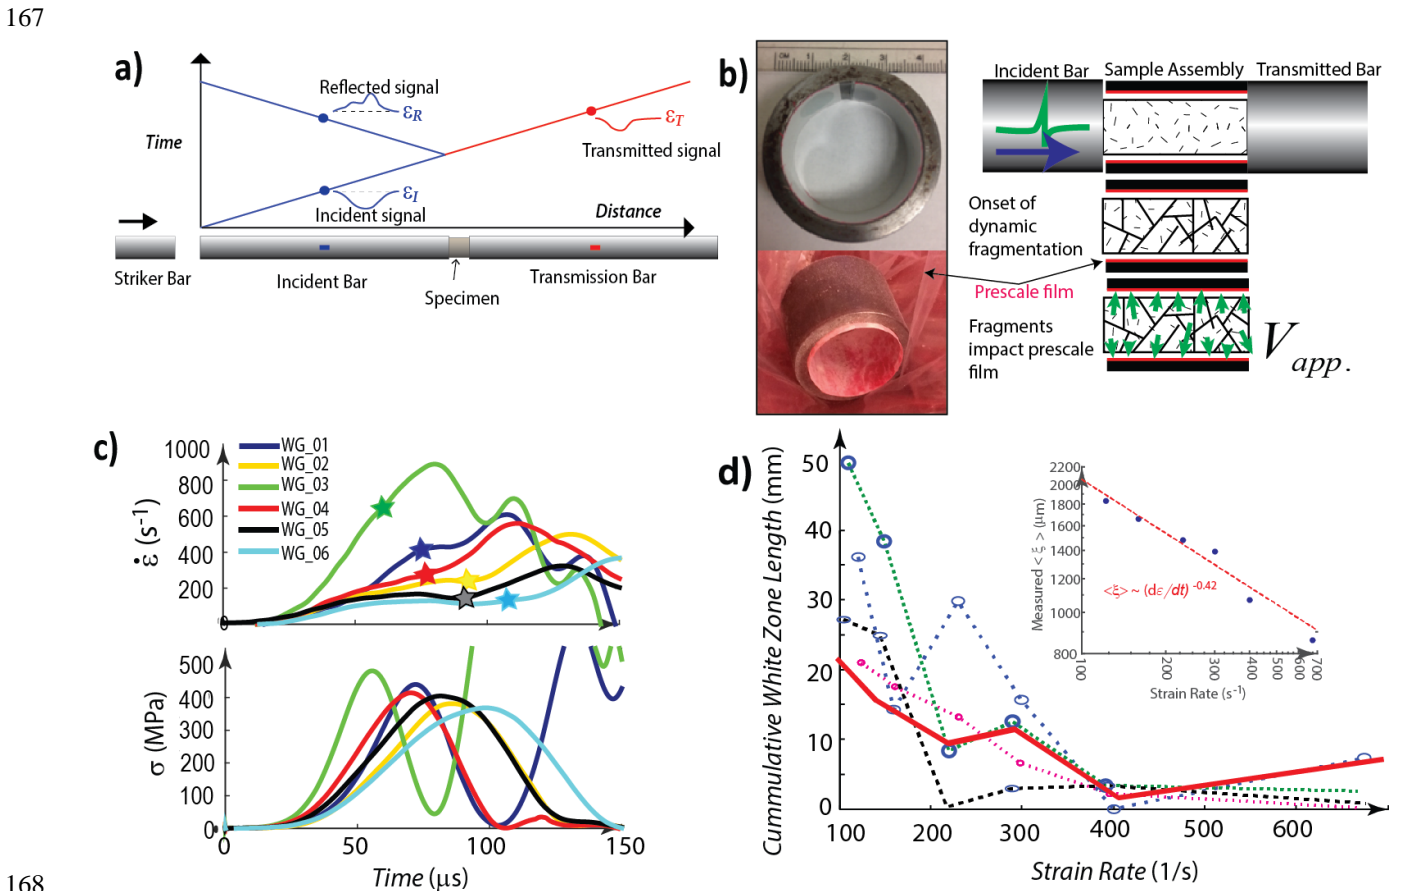 167
a)
Reflected signal
εR
Time
εT
Transmitted signal
εI
Incident signal
Distance
Striker Bar
Incident Bar
Specimen
Transmission Bar
b)
Incident Bar
Sample Assembly
Transmitted Bar
Onset of
dynamic
fragmentation
Prescale film
Fragments
impact prescale
film
Vapp.
c)
ε̇ (s-1)
1000
800
600
400
200
0
WG_01
WG_02
WG_03
WG_04
WG_05
WG_06
σ (MPa)
500
400
300
200
100
0
0 50 100 150
Time (μs)
d)
Cummulative White Zone Length (mm)
50
40
30
20
10
0
100 200 300 400 500 600
Strain Rate (1/s)
Measured < ξ > (μm)
2200
2000
1800
1600
1400
1200
1000
800
<ξ> ~ (dε/dt) -0.42
100 200 300 400 500 600 700
Strain Rate (s-1)
168